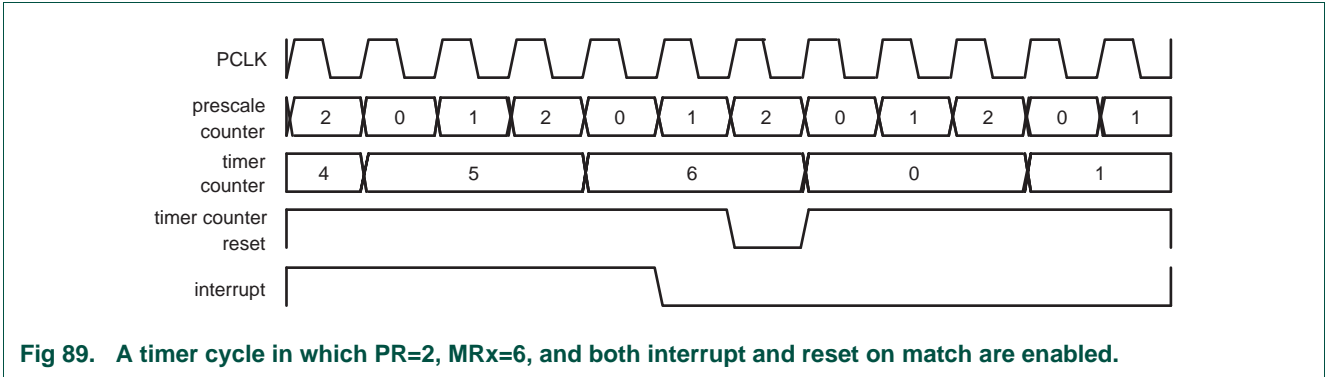 PCLK
prescale
counter
2 0 1 2 0 1 2 0 1 2 0 1
timer
counter
4 5 6 0 1
timer counter
reset
interrupt
Fig 89. A timer cycle in which PR=2, MRx=6, and both interrupt and reset on match are enabled.